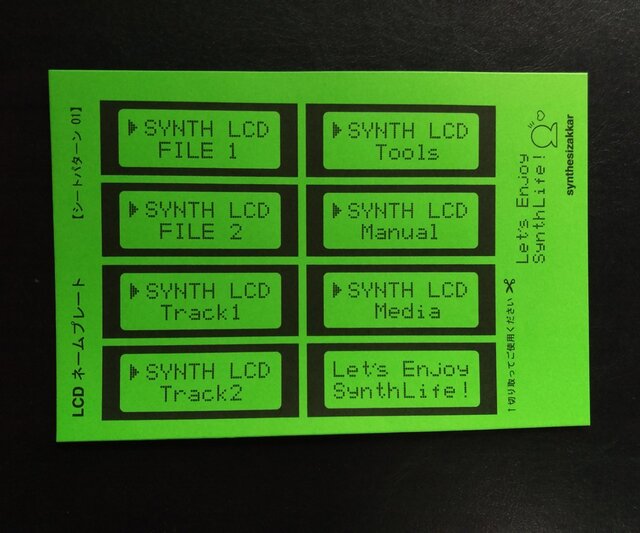 LCD ネームプレート
【シートパターン 01】
▶SYNTH LCD
FILE 1
▶SYNTH LCD
FILE 2
▶SYNTH LCD
Track1
▶SYNTH LCD
Track2
▶SYNTH LCD
Tools
▶SYNTH LCD
Manual
▶SYNTH LCD
Media
Let's Enjoy
SynthLife!
↑切り取ってご使用ください
Let's Enjoy
SynthLife!
synthesizakkar